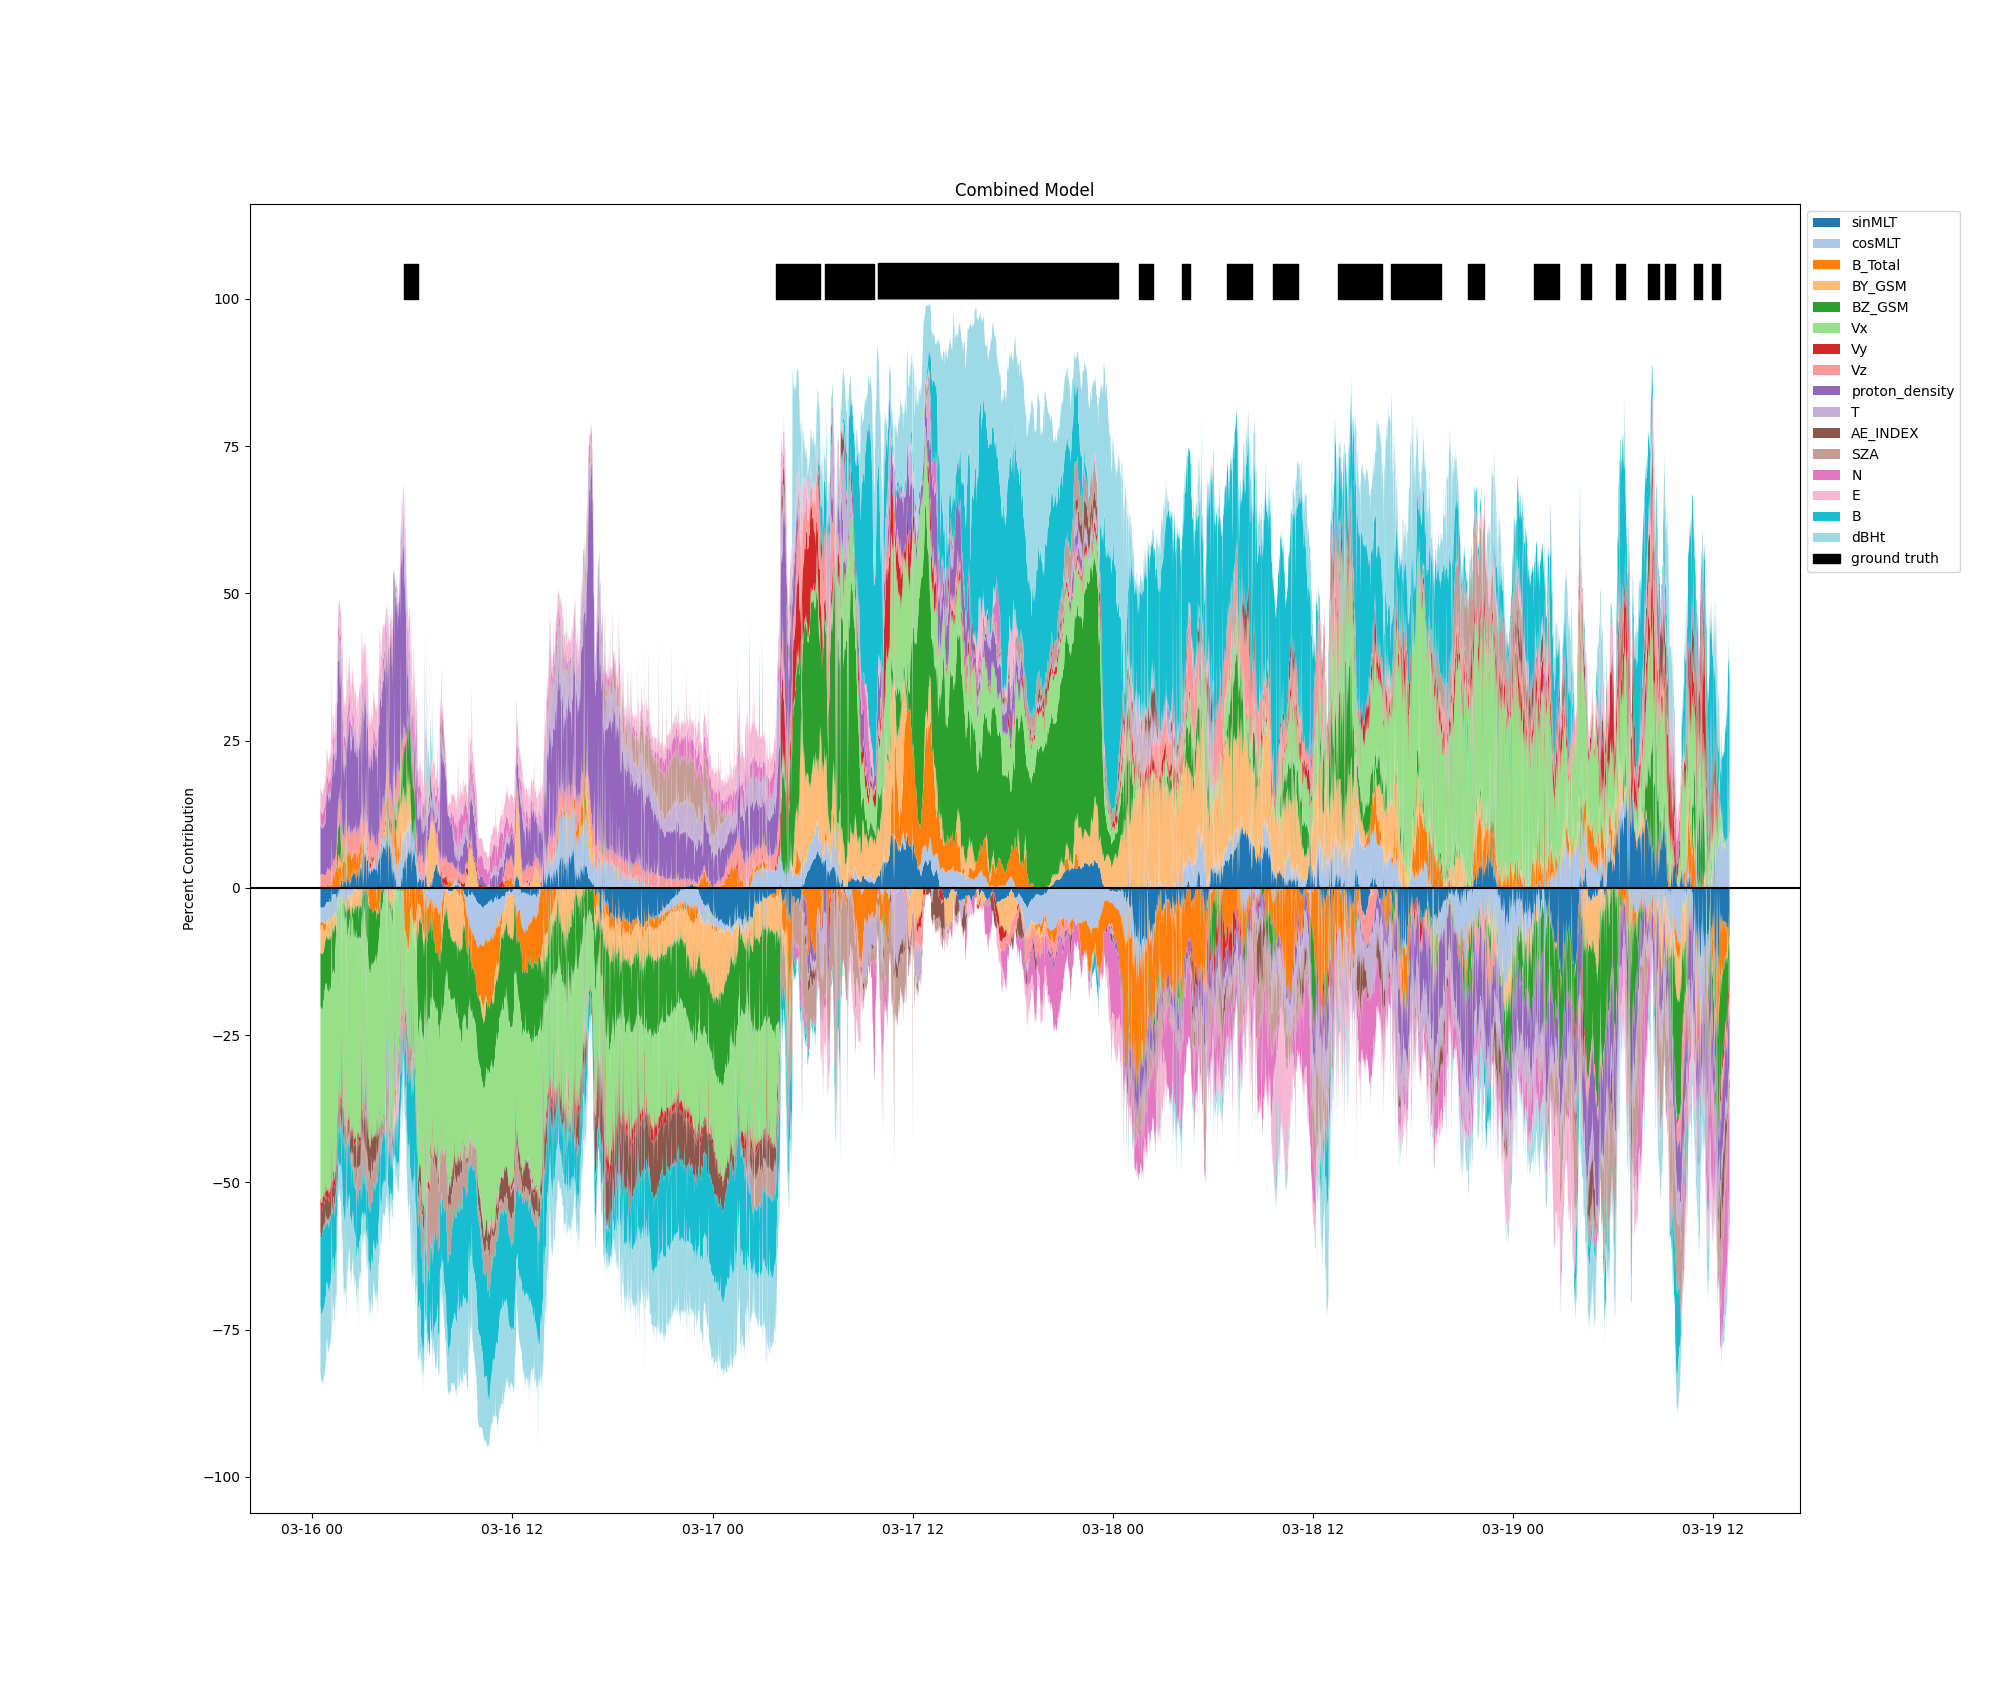 Combined Model
sinMLT
cosMLT
B_Total
BY_GSM
BZ_GSM
Vx
Vy
Vz
proton_density
T
AE_INDEX
SZA
N
E
B
dBHt
ground truth
Percent Contribution
100
75
50
25
0
−25
−50
−75
−100
03-16 00
03-16 12
03-17 00
03-17 12
03-18 00
03-18 12
03-19 00
03-19 12